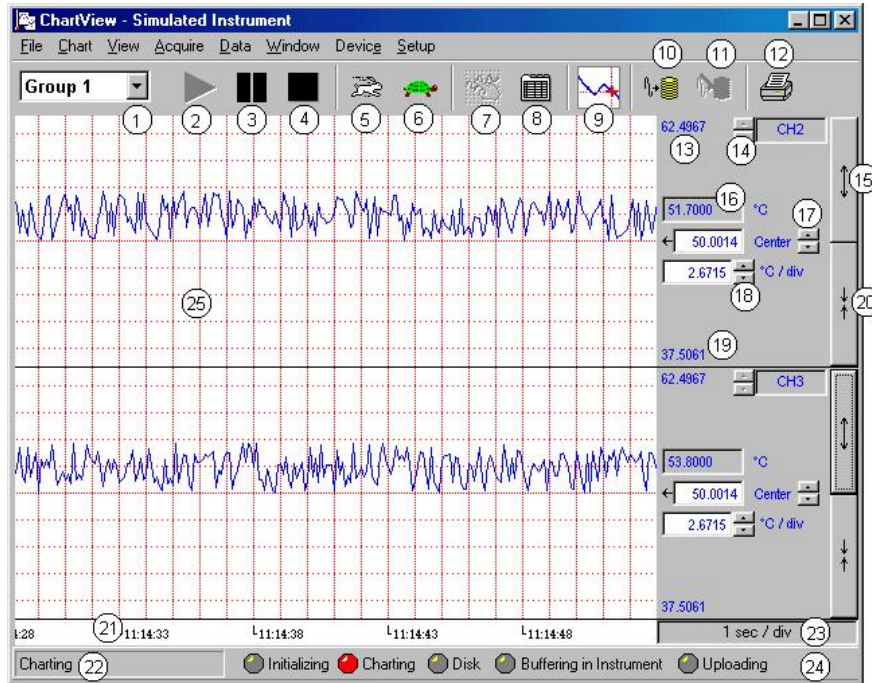 ChartView - Simulated Instrument
File Chart View Acquire Data Window Device Setup
Group 1
1 2 3 4 5 6 7 8 9 10 11 12
62.4967 CH2
13 14
15
51.7000 16 °C 17
50.0014 Center
2.6715 °C / div
18
25
20
37.5061 19
62.4967 CH3
53.8000 °C
50.0014 Center
2.6715 °C / div
37.5061
4:28 21 11:14:33 11:14:38 11:14:43 11:14:48 1 sec / div 23
Charting 22 Initializing Charting Disk Buffering in Instrument Uploading 24